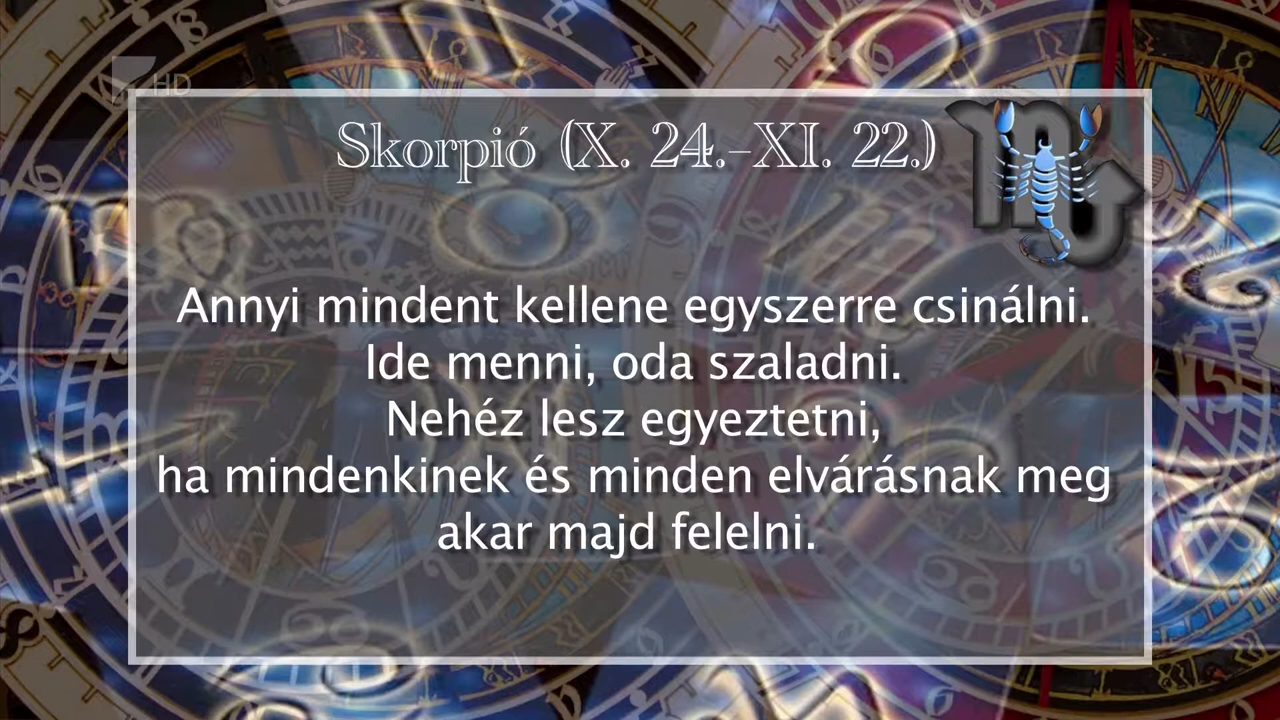 HD
Skorpió (X. 24.-XI. 22.)
Annyi mindent kellene egyszerre csinálni.
Ide menni, oda szaladni.
Nehéz lesz egyeztetni,
ha mindenkinek és minden elvárásnak meg
akar majd felelni.